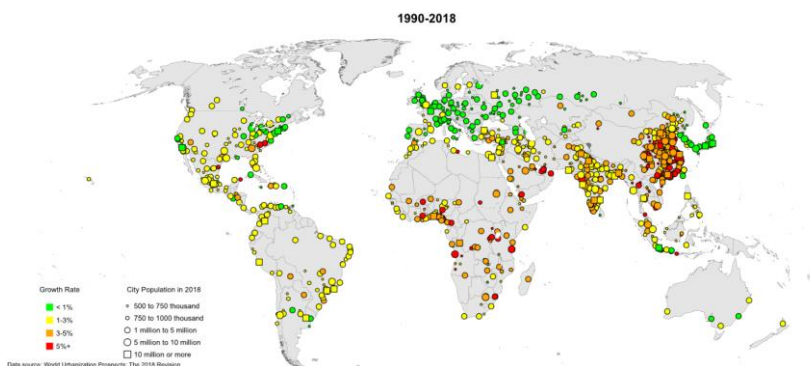 1990-2018
Growth Rate
< 1%
1-3%
3-5%
5%+
City Population in 2018
500 to 750 thousand
750 to 1000 thousand
1 million to 5 million
5 million to 10 million
10 million or more
Data source: World Urbanization Prospects: The 2018 Revision